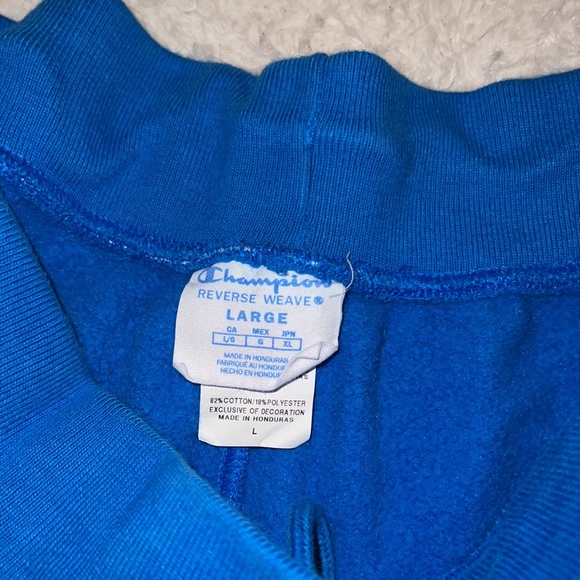 Champion
REVERSE WEAVE®
LARGE
CA MEX JPN
L/G G XL
MADE IN HONDURAS
FABRIQUÉ AU HONDURAS
HECHO EN HONDURAS
82%COTTON/18%POLYESTER
EXCLUSIVE OF DECORATION
MADE IN HONDURAS
L